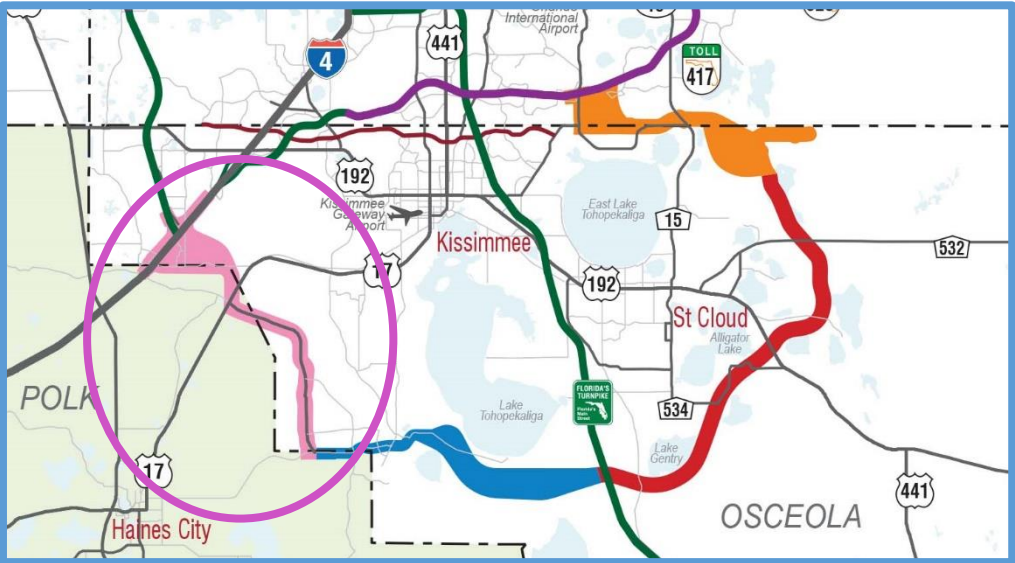 International
Airport
441
4
TOLL
417
192
Kissimmee
Gateway
Airport
East Lake
Tohopekaliga
15
Kissimmee
532
17
192
St Cloud
Alligator
Lake
POLK
FLORIDA'S
TURNPIKE
Lake
Tohopekaliga
534
Lake
Gentry
17
441
OSCEOLA
Haines City